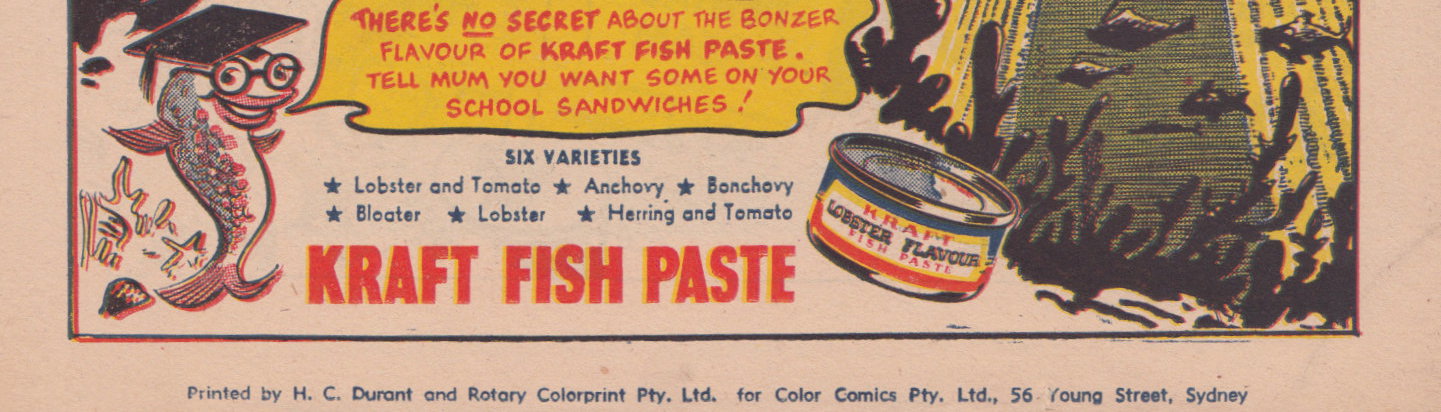 THERE'S NO SECRET ABOUT THE BONZER
FLAVOUR OF KRAFT FISH PASTE.
TELL MUM YOU WANT SOME ON YOUR
SCHOOL SANDWICHES!
SIX VARIETIES
★ Lobster and Tomato ★ Anchovy ★ Bonchovy
★ Bloater ★ Lobster ★ Herring and Tomato
KRAFT
LOBSTER FLAVOUR
FISH PASTE
KRAFT FISH PASTE
Printed by H. C. Durant and Rotary Colorprint Pty. Ltd. for Color Comics Pty. Ltd., 56 Young Street, Sydney